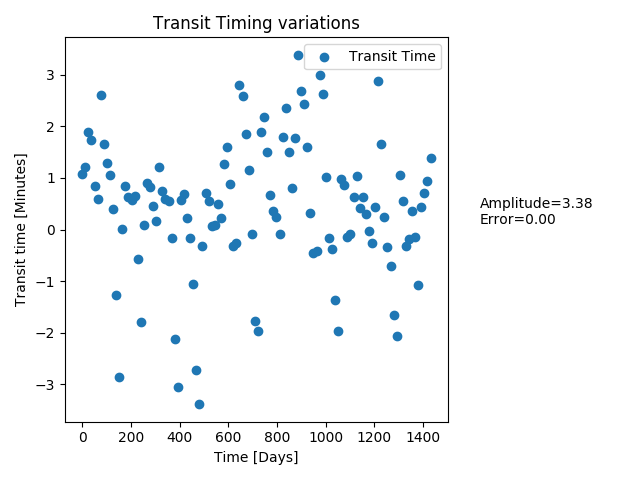 Transit Timing variations
Transit Time
Transit time [Minutes]
3
2
1
0
−1
−2
−3
0 200 400 600 800 1000 1200 1400
Time [Days]
Amplitude=3.38
Error=0.00